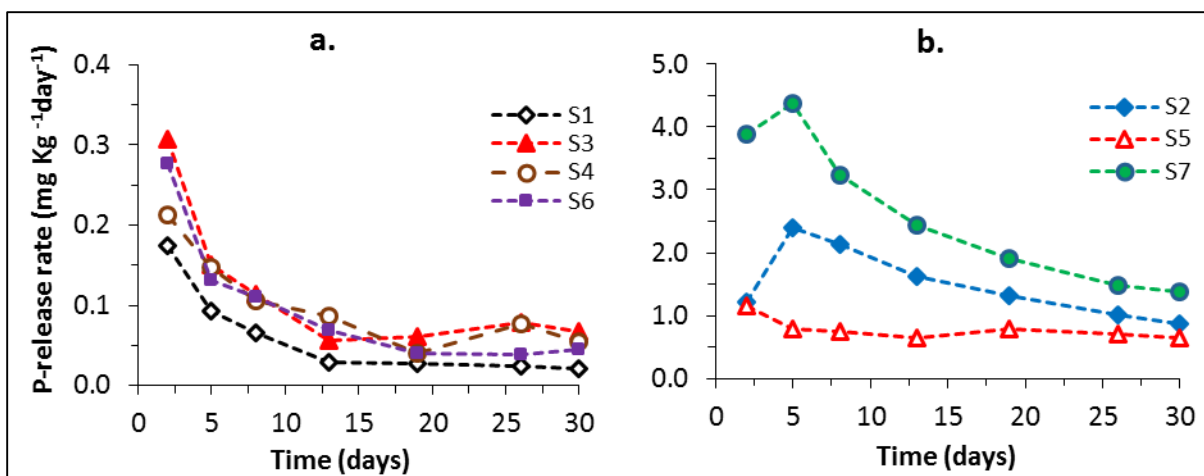 a.
P-release rate (mg Kg ⁻¹day⁻¹)
0.4
0.3
0.2
0.1
0.0
0 5 10 15 20 25 30
Time (days)
S1
S3
S4
S6
b.
5.0
4.0
3.0
2.0
1.0
0.0
0 5 10 15 20 25 30
Time (days)
S2
S5
S7